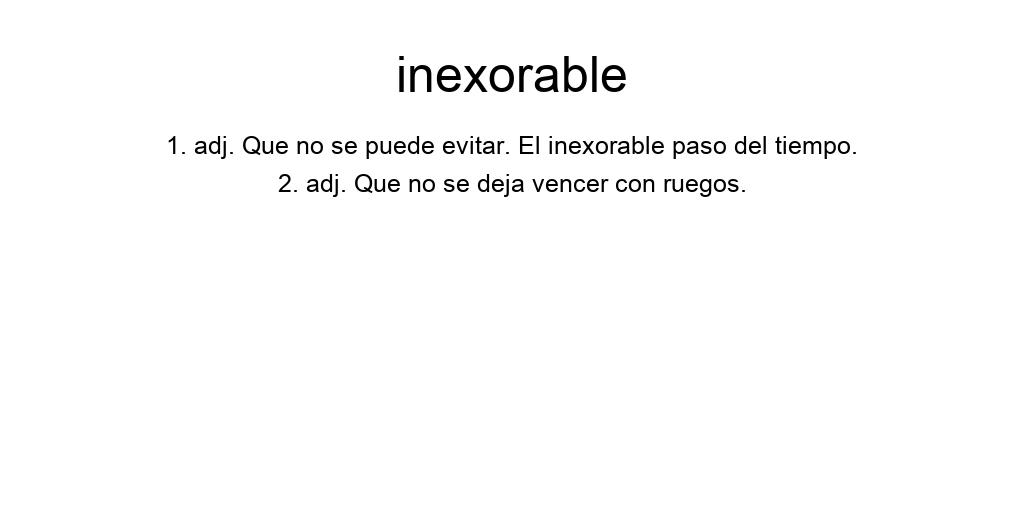 inexorable
1. adj. Que no se puede evitar. El inexorable paso del tiempo.
2. adj. Que no se deja vencer con ruegos.